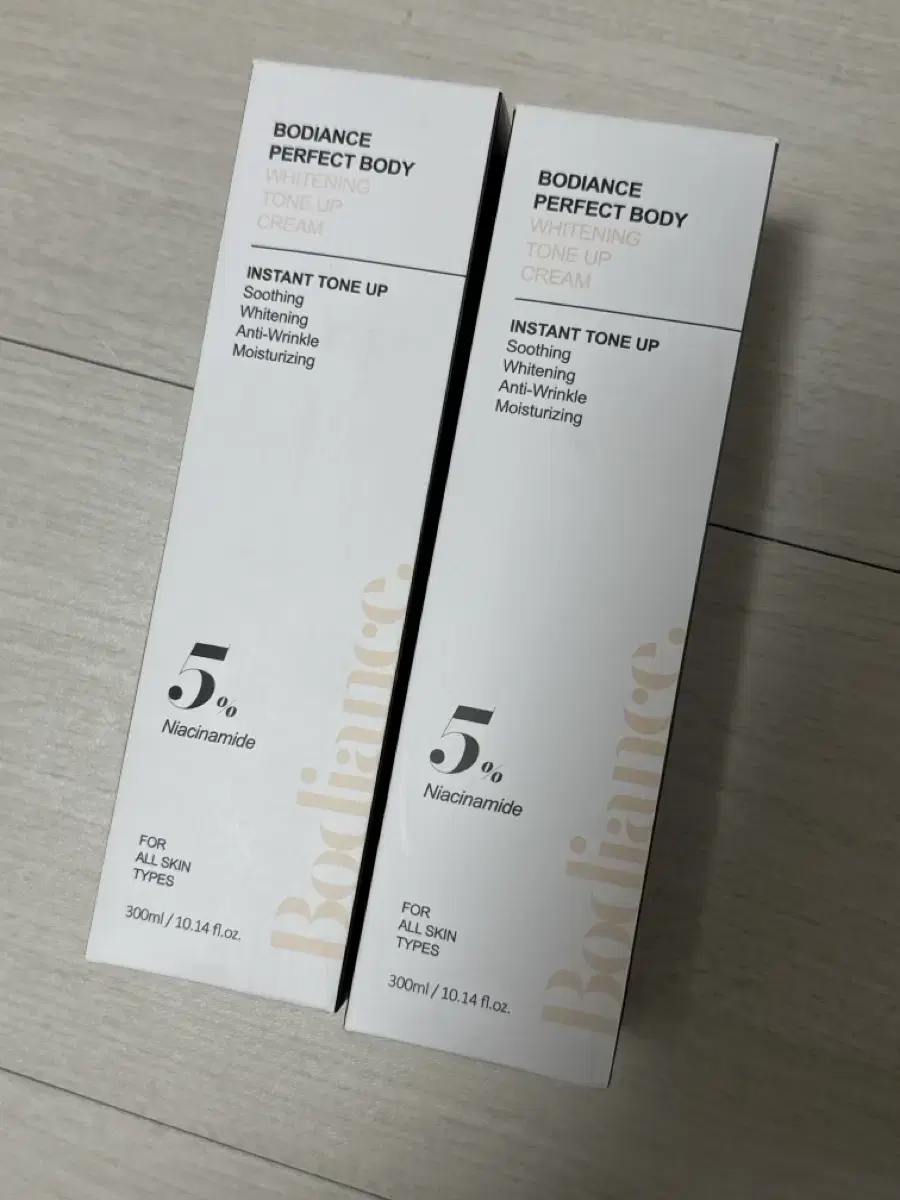 BODIANCE
PERFECT BODY
WHITENING
TONE UP
CREAM
INSTANT TONE UP
Soothing
Whitening
Anti-Wrinkle
Moisturizing
5%
Niacinamide
Bodiance.
FOR
ALL SKIN
TYPES
300ml / 10.14 fl.oz.
BODIANCE
PERFECT BODY
WHITENING
TONE UP
CREAM
INSTANT TONE UP
Soothing
Whitening
Anti-Wrinkle
Moisturizing
5%
Niacinamide
Bodiance.
FOR
ALL SKIN
TYPES
300ml / 10.14 fl.oz.